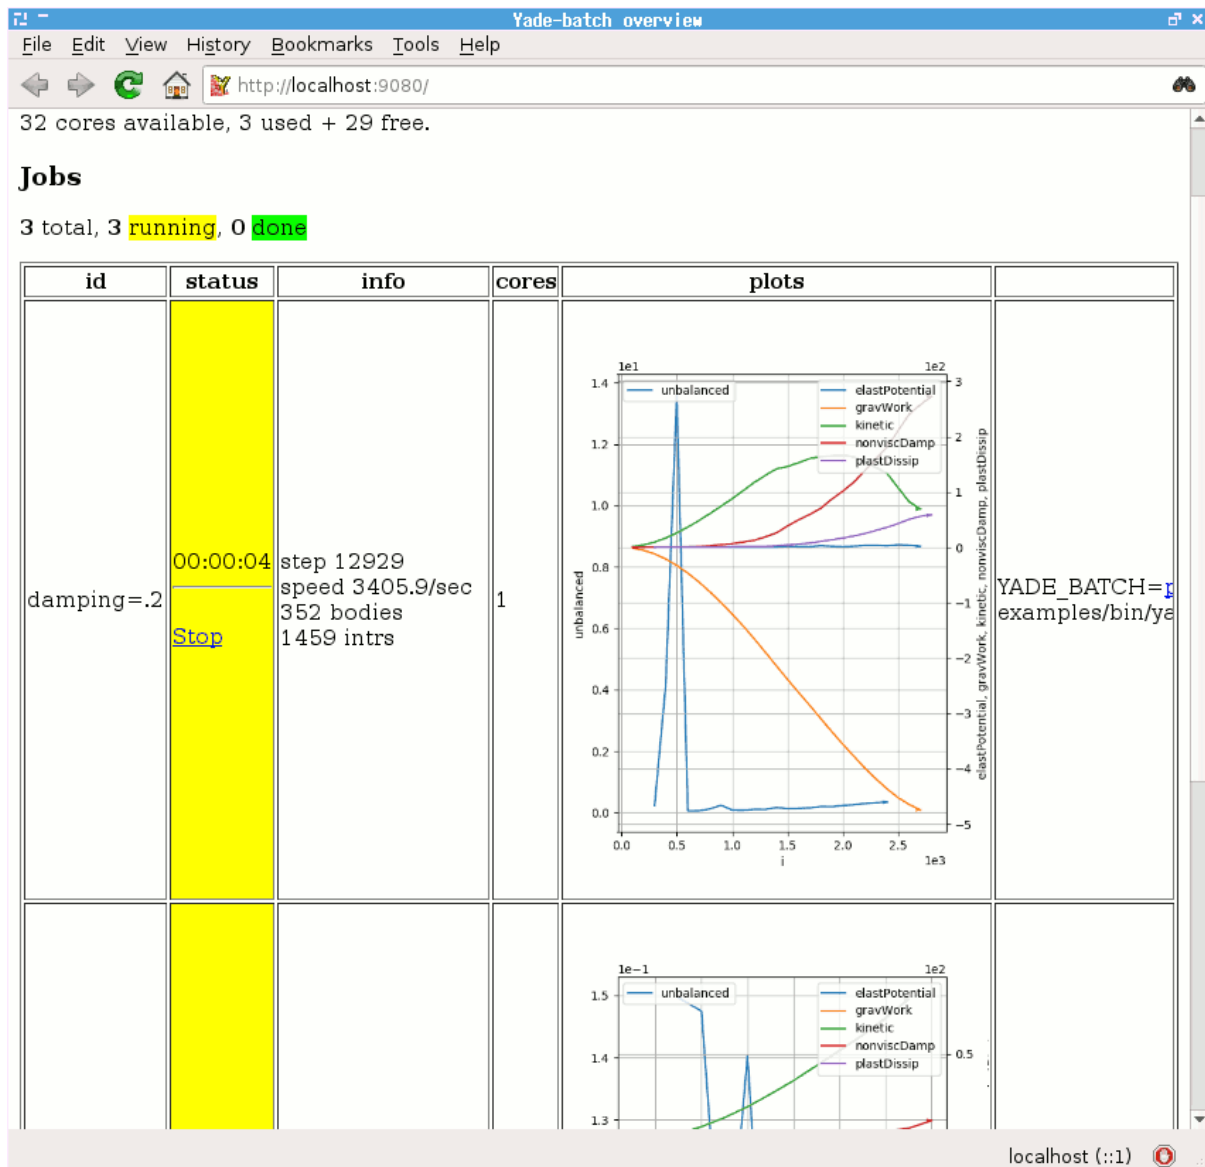 Yade-batch overview
File Edit View History Bookmarks Tools Help
http://localhost:9080/
32 cores available, 3 used + 29 free.
Jobs
3 total, 3 running, 0 done
id status info cores plots
damping=.2
00:00:04
Stop
step 12929
speed 3405.9/sec
352 bodies
1459 intrs
1
1e1 1e2
unbalanced
elastPotential
gravWork
kinetic
nonviscDamp
plastDissip
1.4
1.2
1.0
0.8
0.6
0.4
0.2
0.0
unbalanced
3
2
1
0
−1
−2
−3
−4
−5
elastPotential, gravWork, kinetic, nonviscDamp, plastDissip
0.0 0.5 1.0 1.5 2.0 2.5
i 1e3
YADE_BATCH=p
examples/bin/ya
1e−1 1e2
unbalanced
elastPotential
gravWork
kinetic
nonviscDamp
plastDissip
1.5
1.4
1.3
0.5
localhost (::1)